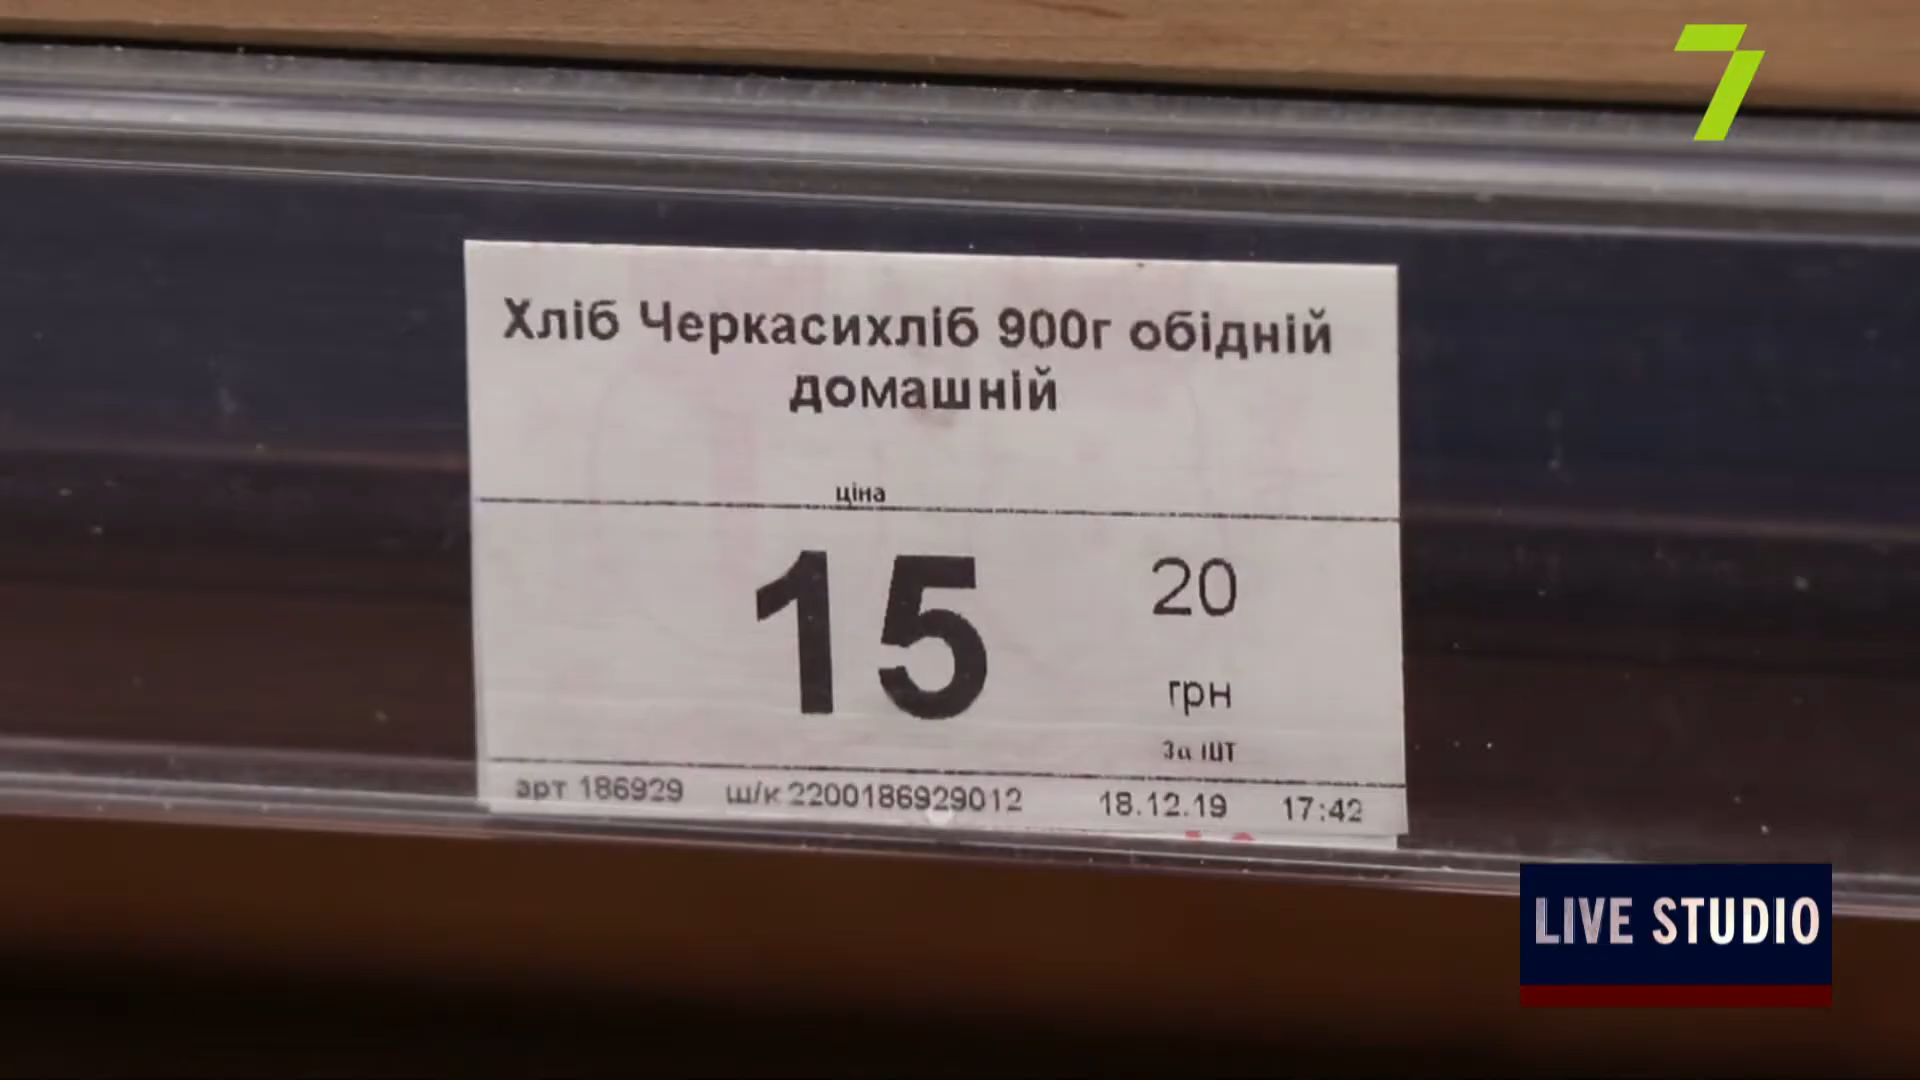 7
Хліб Черкасихліб 900г обідній
домашній
ціна
15
20
грн
За ШТ
арт 186929 ш/к 2200186929012 18.12.19 17:42
LIVE STUDIO